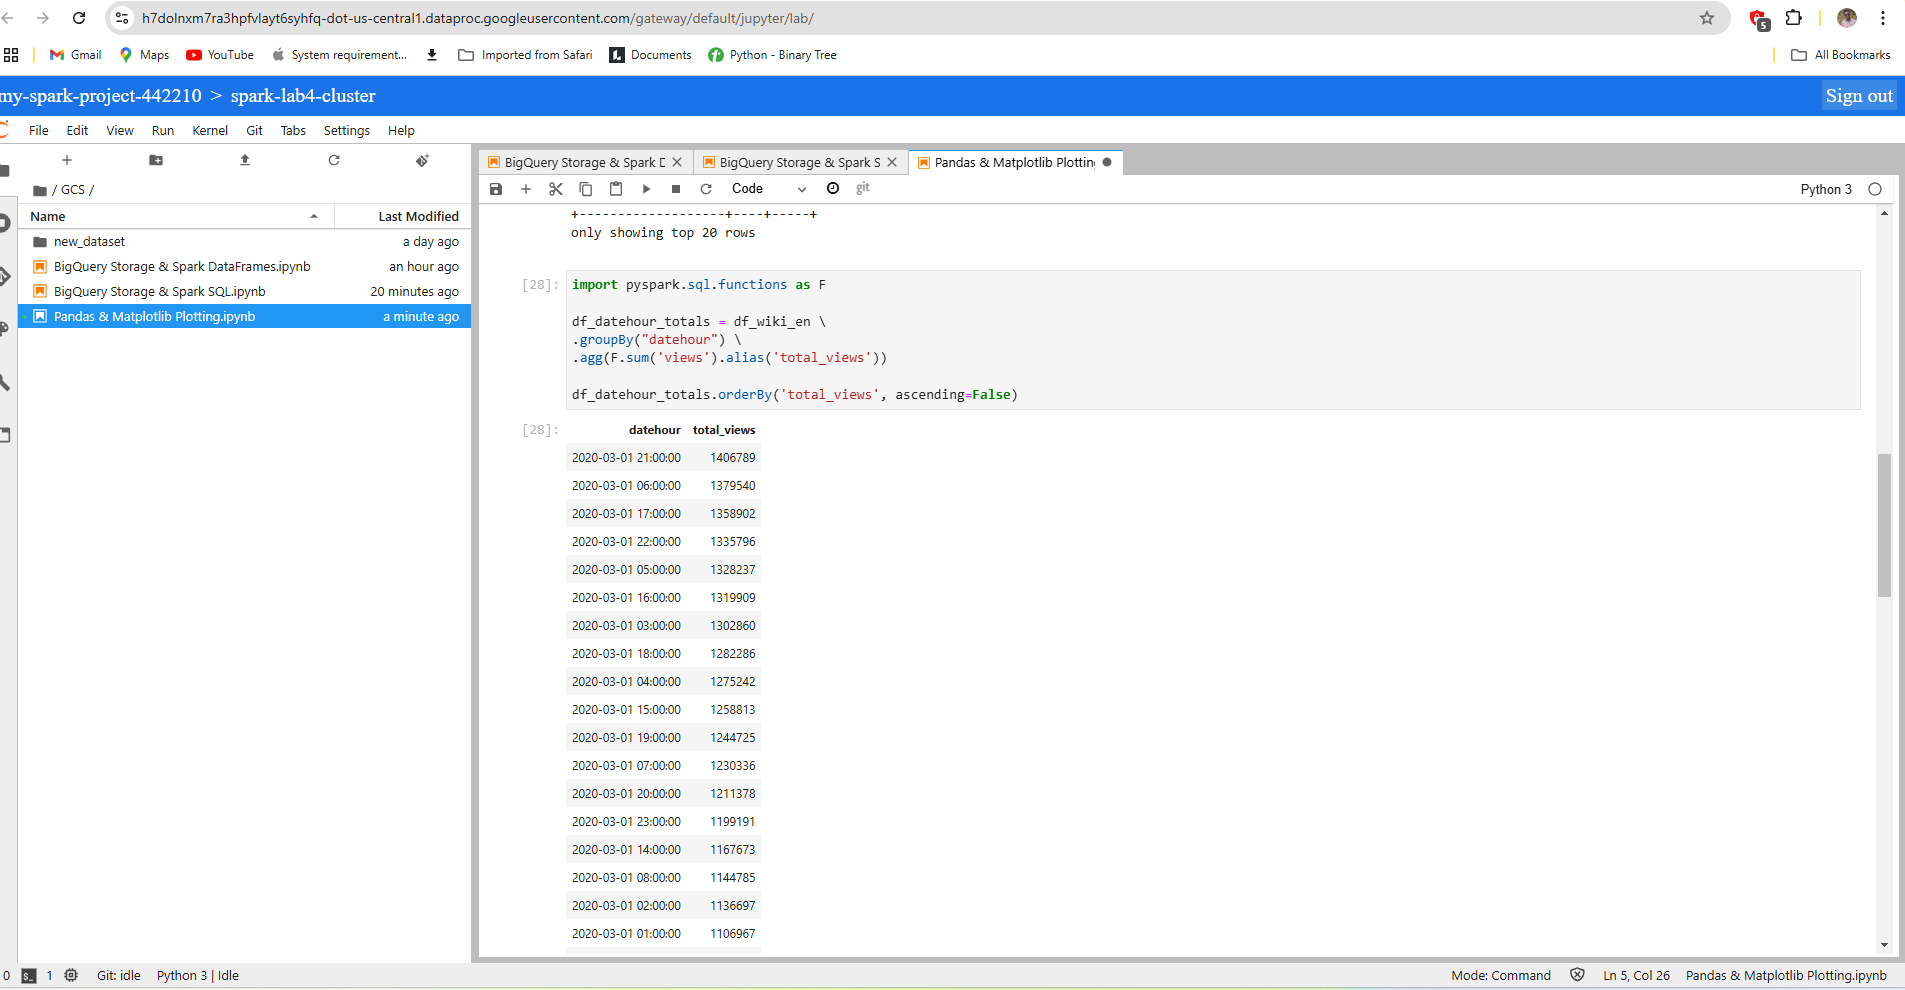 h7dolnxm7ra3hpfvlayt6syhfq-dot-us-central1.dataproc.googleusercontent.com/gateway/default/jupyter/lab/
5
Gmail Maps YouTube System requirement... Imported from Safari Documents Python - Binary Tree All Bookmarks
my-spark-project-442210 > spark-lab4-cluster Sign out
File Edit View Run Kernel Git Tabs Settings Help
/ GCS /
Name Last Modified
new_dataset a day ago
BigQuery Storage & Spark DataFrames.ipynb an hour ago
BigQuery Storage & Spark SQL.ipynb 20 minutes ago
Pandas & Matplotlib Plotting.ipynb a minute ago
BigQuery Storage & Spark D BigQuery Storage & Spark S Pandas & Matplotlib Plotting
Code git Python 3
+-------------------+----+-----+
only showing top 20 rows
[28]: import pyspark.sql.functions as F
df_datehour_totals = df_wiki_en \
.groupBy("datehour") \
.agg(F.sum('views').alias('total_views'))
df_datehour_totals.orderBy('total_views', ascending=False)
[28]: datehour total_views
2020-03-01 21:00:00 1406789
2020-03-01 06:00:00 1379540
2020-03-01 17:00:00 1358902
2020-03-01 22:00:00 1335796
2020-03-01 05:00:00 1328237
2020-03-01 16:00:00 1319909
2020-03-01 03:00:00 1302860
2020-03-01 18:00:00 1282286
2020-03-01 04:00:00 1275242
2020-03-01 15:00:00 1258813
2020-03-01 19:00:00 1244725
2020-03-01 07:00:00 1230336
2020-03-01 20:00:00 1211378
2020-03-01 23:00:00 1199191
2020-03-01 14:00:00 1167673
2020-03-01 08:00:00 1144785
2020-03-01 02:00:00 1136697
2020-03-01 01:00:00 1106967
0 $_ 1 Git: idle Python 3 | Idle Mode: Command Ln 5, Col 26 Pandas & Matplotlib Plotting.ipynb